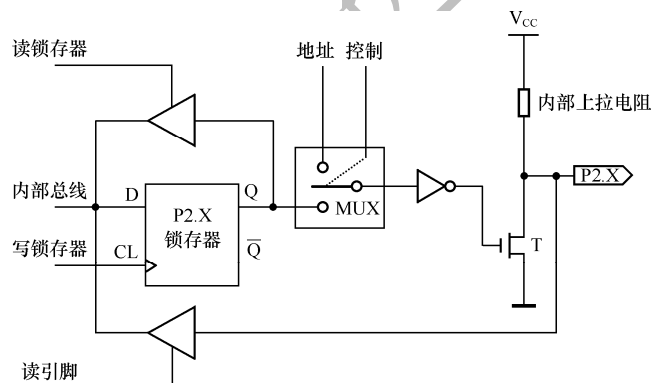 V_CC
读锁存器
地址 控制
内部上拉电阻
P2.X
内部总线
D
Q
P2.X
锁存器
MUX
写锁存器
CL
Q̅
T
读引脚